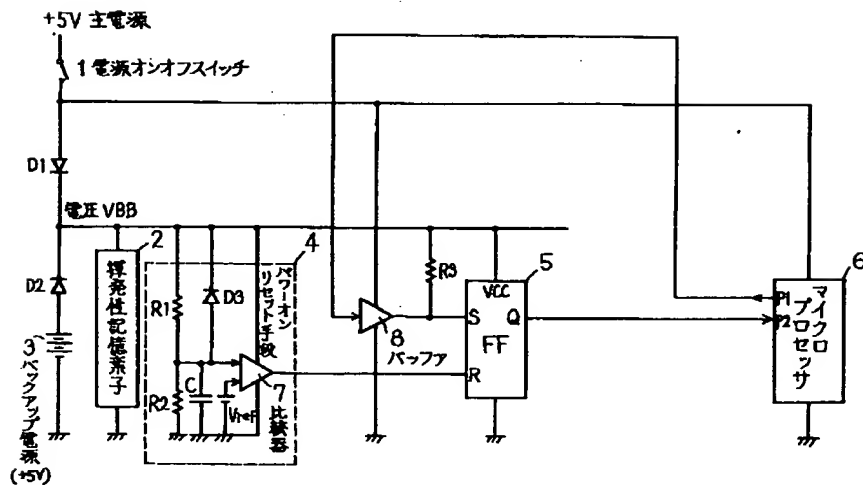 +5V 主電源
1 電源オンオフスイッチ
D1
電圧 VBB
2
4
5
6
D2
揮発性記憶素子
R1
D3
パワーオンリセット手段
R3
VCC
S
Q
FF
R
P1
P2
マイクロプロセッサ
3
バックアップ電源
(+5V)
R2
C
Vref
7
比較器
8
バッファ